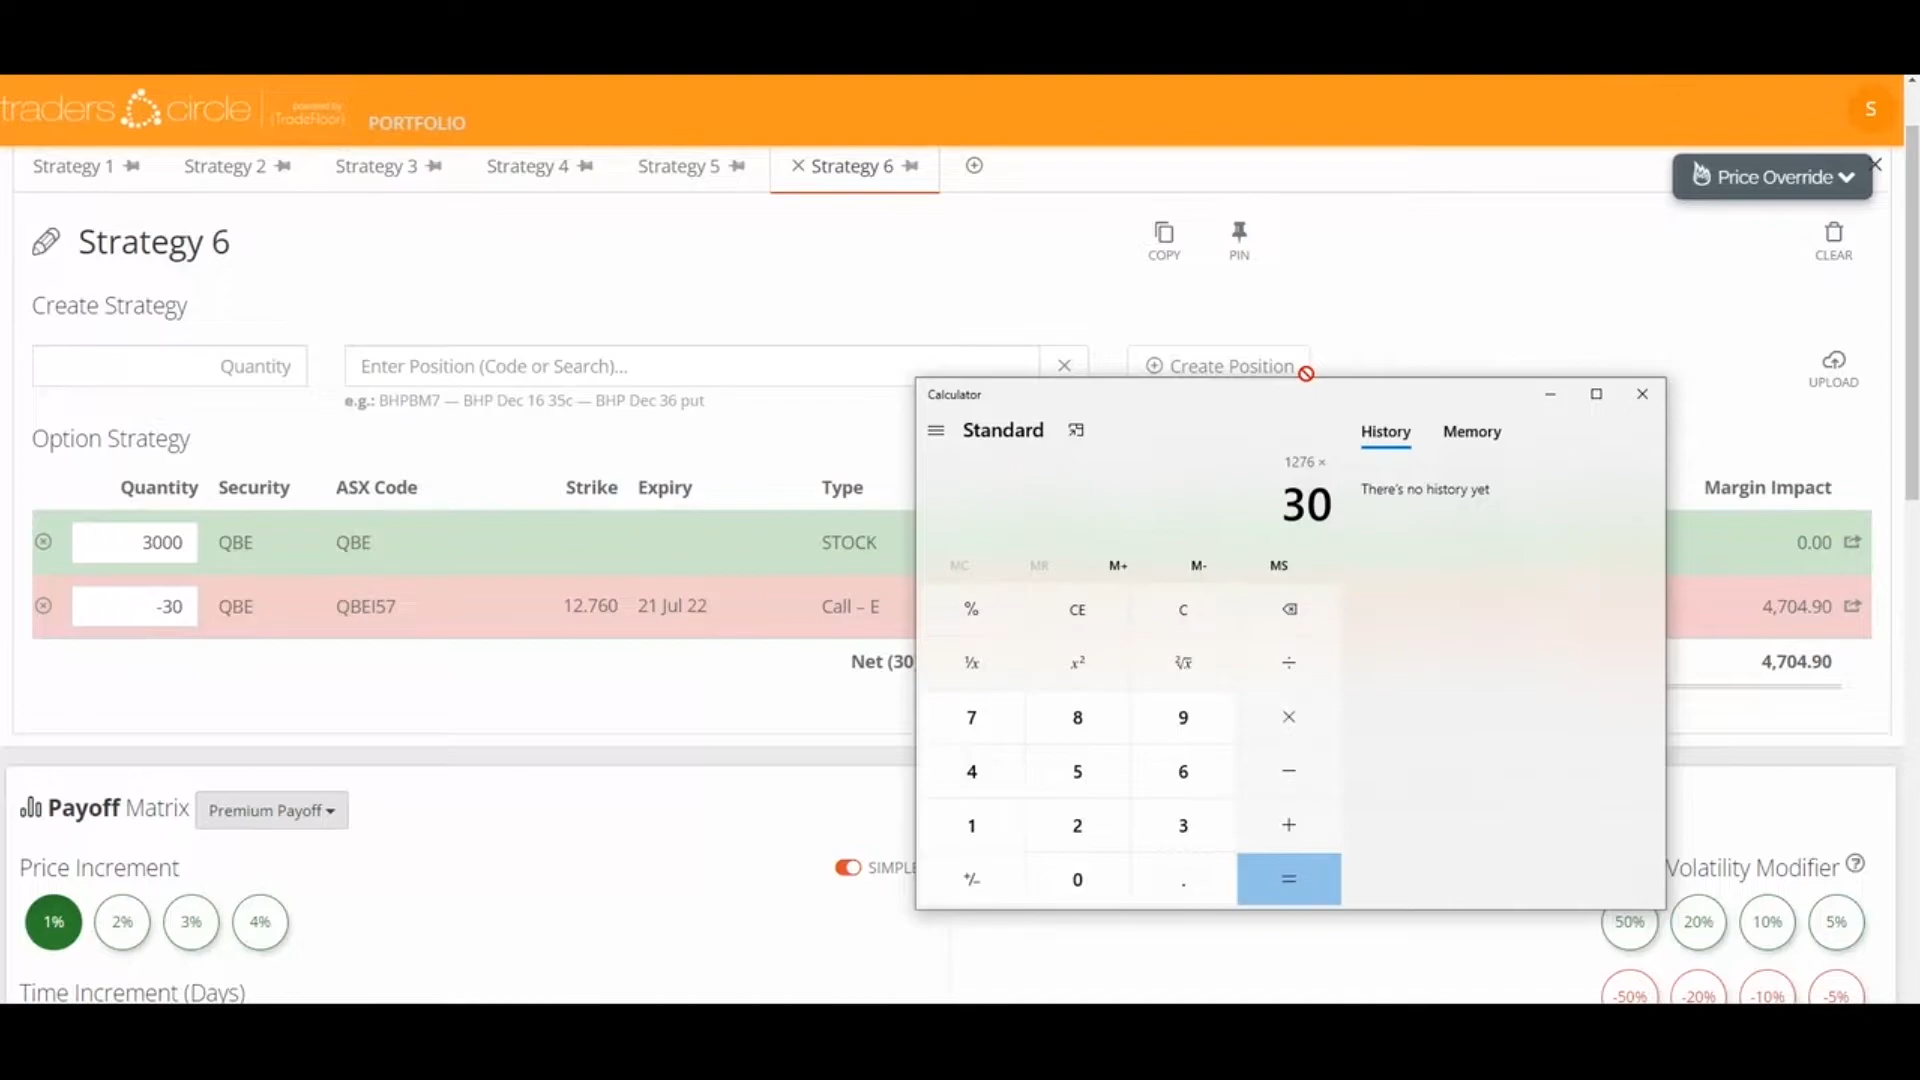 traders circle powered by (TradeFloor) PORTFOLIO S
Strategy 1 Strategy 2 Strategy 3 Strategy 4 Strategy 5 Strategy 6
Price Override
Strategy 6
COPY PIN CLEAR
Create Strategy
Quantity Enter Position (Code or Search)... Create Position
UPLOAD
e.g.: BHPBM7 — BHP Dec 16 35c — BHP Dec 36 put
Option Strategy
Quantity Security ASX Code Strike Expiry Type Margin Impact
3000 QBE QBE STOCK 0.00
-30 QBE QBEI57 12.760 21 Jul 22 Call – E 4,704.90
Net (30 4,704.90
Calculator
Standard History Memory
1276 ×
30
There's no history yet
MC MR M+ M- MS
% CE C
¹/x x² ²√x ÷
7 8 9 ×
4 5 6 −
1 2 3 +
+/− 0 . =
Payoff Matrix Premium Payoff
Price Increment SIMPLE Volatility Modifier
1% 2% 3% 4% 50% 20% 10% 5%
Time Increment (Days) -50% -20% -10% -5%